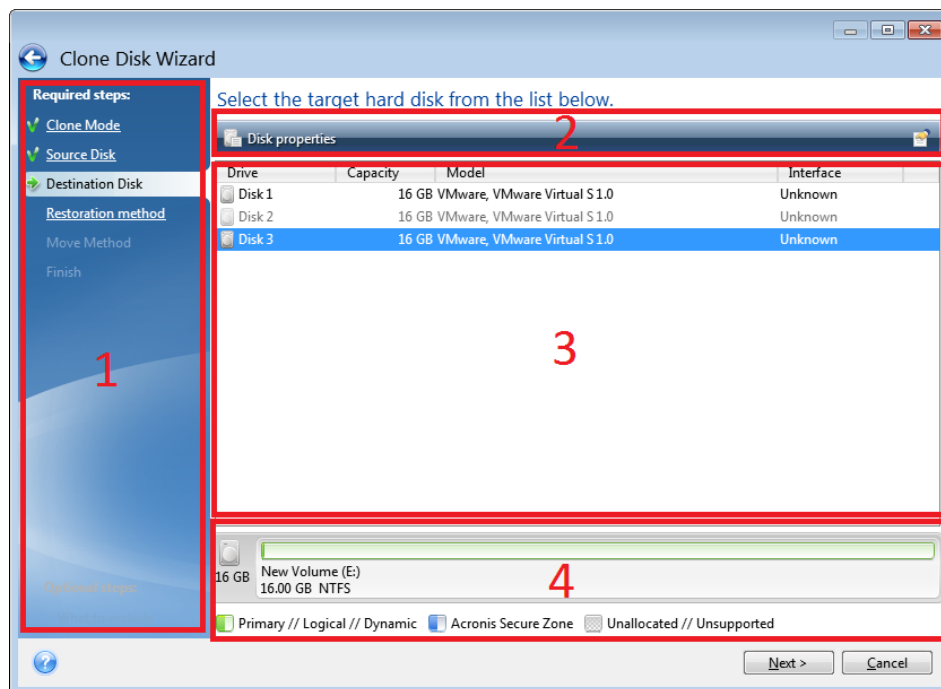 Clone Disk Wizard
Required steps:
Clone Mode
Source Disk
Destination Disk
Restoration method
Move Method
Finish
Optional steps:
1
Select the target hard disk from the list below.
2
Disk properties
Drive Capacity Model Interface
Disk 1 16 GB VMware, VMware Virtual S 1.0 Unknown
Disk 2 16 GB VMware, VMware Virtual S 1.0 Unknown
Disk 3 16 GB VMware, VMware Virtual S 1.0 Unknown
3
16 GB
New Volume (E:)
16.00 GB NTFS
4
Primary // Logical // Dynamic Acronis Secure Zone Unallocated // Unsupported
Next > Cancel